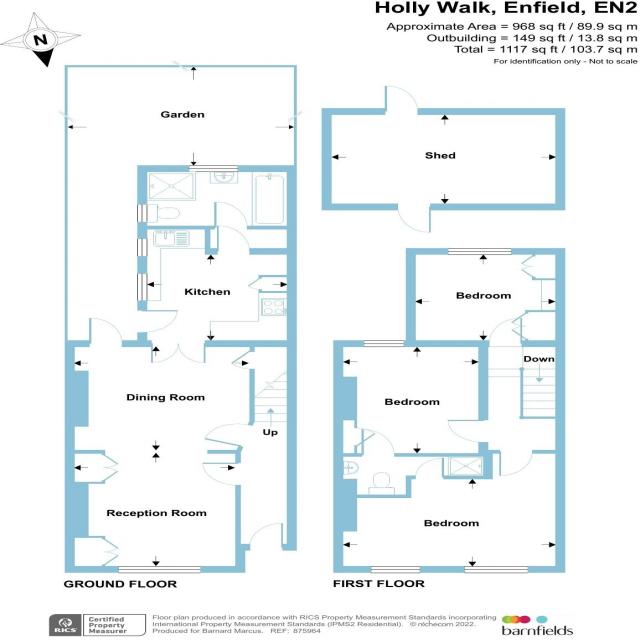 Holly Walk, Enfield, EN2
Approximate Area = 968 sq ft / 89.9 sq m
Outbuilding = 149 sq ft / 13.8 sq m
Total = 1117 sq ft / 103.7 sq m
For identification only - Not to scale
N
Garden
Shed
Kitchen
Bedroom
Down
Dining Room
Bedroom
Up
Reception Room
Bedroom
GROUND FLOOR
FIRST FLOOR
RICS
Certified
Property
Measurer
Floor plan produced in accordance with RICS Property Measurement Standards incorporating
International Property Measurement Standards (IPMS2 Residential). © nichecom 2022.
Produced for Barnard Marcus. REF: 875964
barnfields